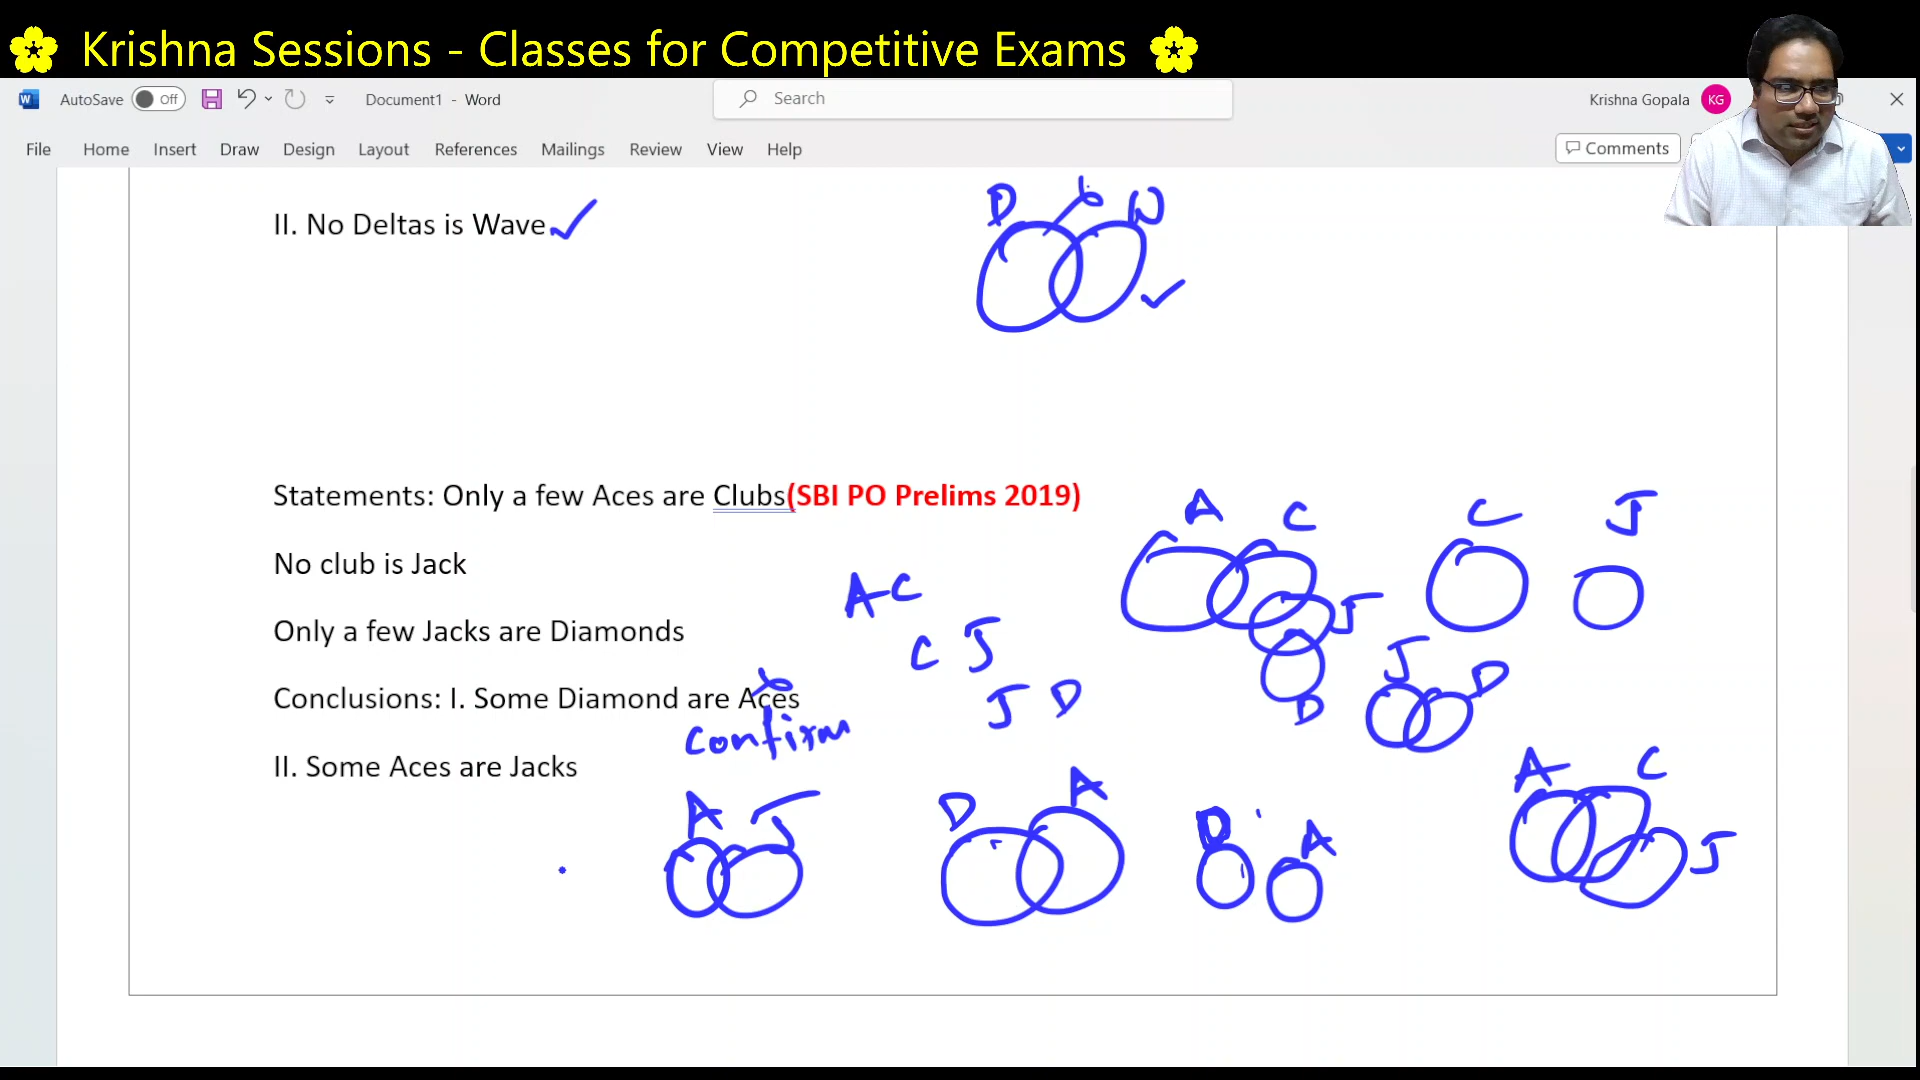 Krishna Sessions - Classes for Competitive Exams
AutoSave Off Document1 - Word Search Krishna Gopala KG
File Home Insert Draw Design Layout References Mailings Review View Help Comments
D W
II. No Deltas is Wave
Statements: Only a few Aces are Clubs(SBI PO Prelims 2019)
A C C J
No club is Jack
A C
J
Only a few Jacks are Diamonds
C J
J D
Conclusions: I. Some Diamond are Aces
J D
D
confirm
II. Some Aces are Jacks
A C
A J D A D A J